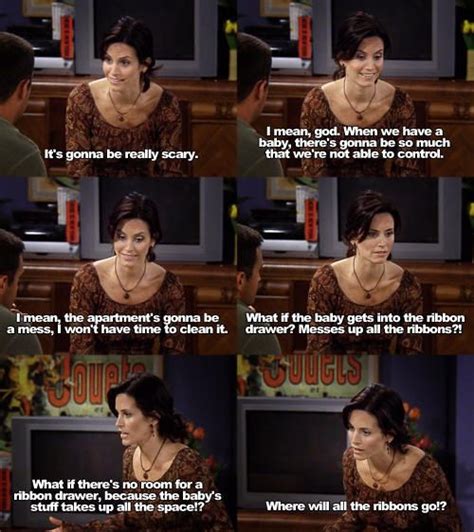 It's gonna be really scary.
I mean, god. When we have a
baby, there's gonna be so much
that we're not able to control.
I mean, the apartment's gonna be
a mess, I won't have time to clean it.
What if the baby gets into the ribbon
drawer? Messes up all the ribbons?!
Jouets
What if there's no room for a
ribbon drawer, because the baby's
stuff takes up all the space!?
Jouets
Where will all the ribbons go!?